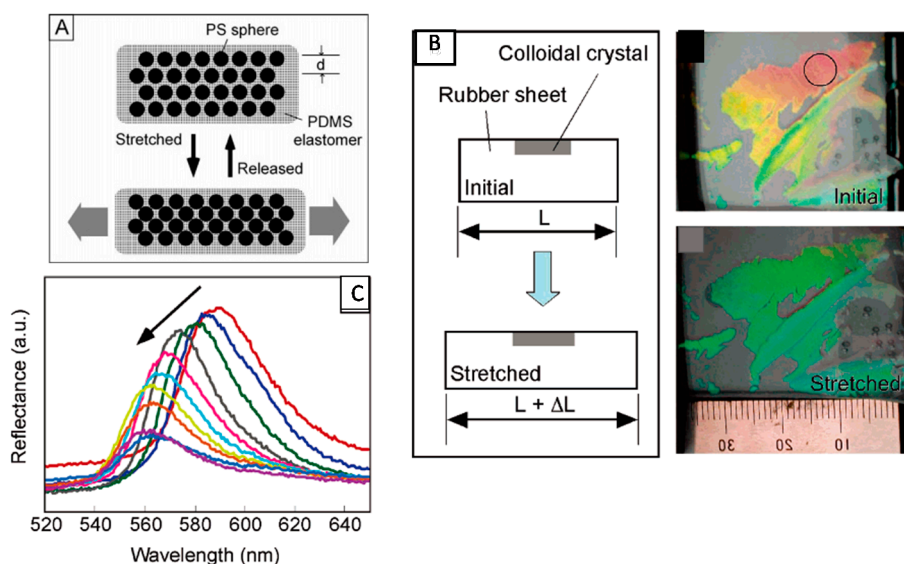 A
PS sphere
d
PDMS
elastomer
Stretched
Released
B
Colloidal crystal
Rubber sheet
Initial
L
Stretched
L + ΔL
Initial
Stretched
30
20
10
C
Reflectance (a.u.)
520
540
560
580
600
620
640
Wavelength (nm)